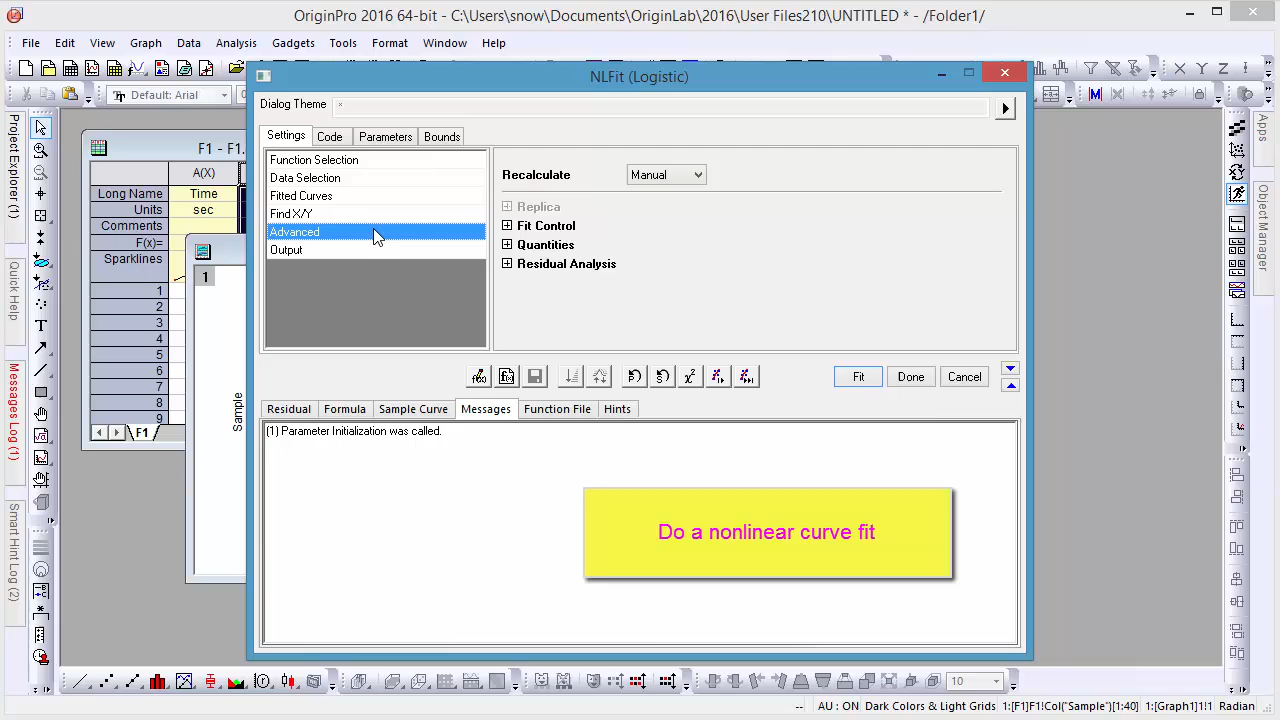 OriginPro 2016 64-bit - C:\Users\snow\Documents\OriginLab\2016\User Files210\UNTITLED * - /Folder1/
File Edit View Graph Data Analysis Gadgets Tools Format Window Help
Default: Arial
NLFit (Logistic)
Dialog Theme *
Settings Code Parameters Bounds
Function Selection
Data Selection
Fitted Curves
Find X/Y
Advanced
Output
Recalculate Manual
Replica
Fit Control
Quantities
Residual Analysis
Fit Done Cancel
Residual Formula Sample Curve Messages Function File Hints
(1) Parameter Initialization was called.
Do a nonlinear curve fit
Project Explorer (1)
Quick Help
Messages Log (1)
Smart Hint Log (2)
F1 - F1.
A(X)
Long Name Time
Units sec
Comments
F(x)=
Sparklines
1
2
3
4
5
6
7
8
9
F1
1
Sample
Apps
Object Manager
10
-- AU : ON Dark Colors & Light Grids 1:[F1]F1!Col("Sample")[1:40] 1:[Graph1]1!1 Radian